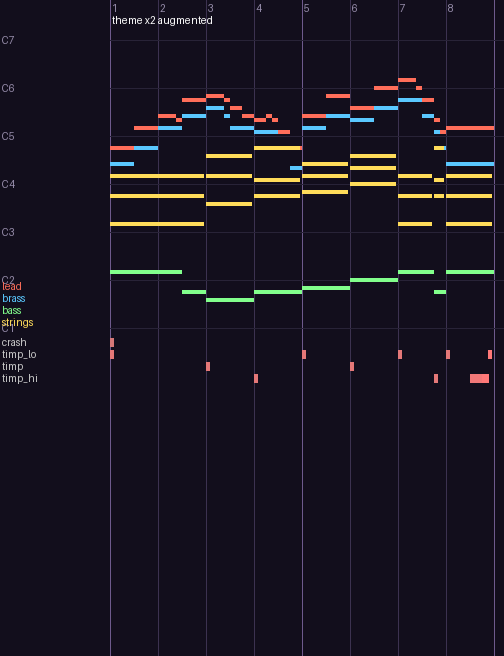 1 2 3 4 5 6 7 8
theme x2 augmented
C7
C6
C5
C4
C3
C2
lead
brass
bass
strings
C1
crash
timp_lo
timp
timp_hi